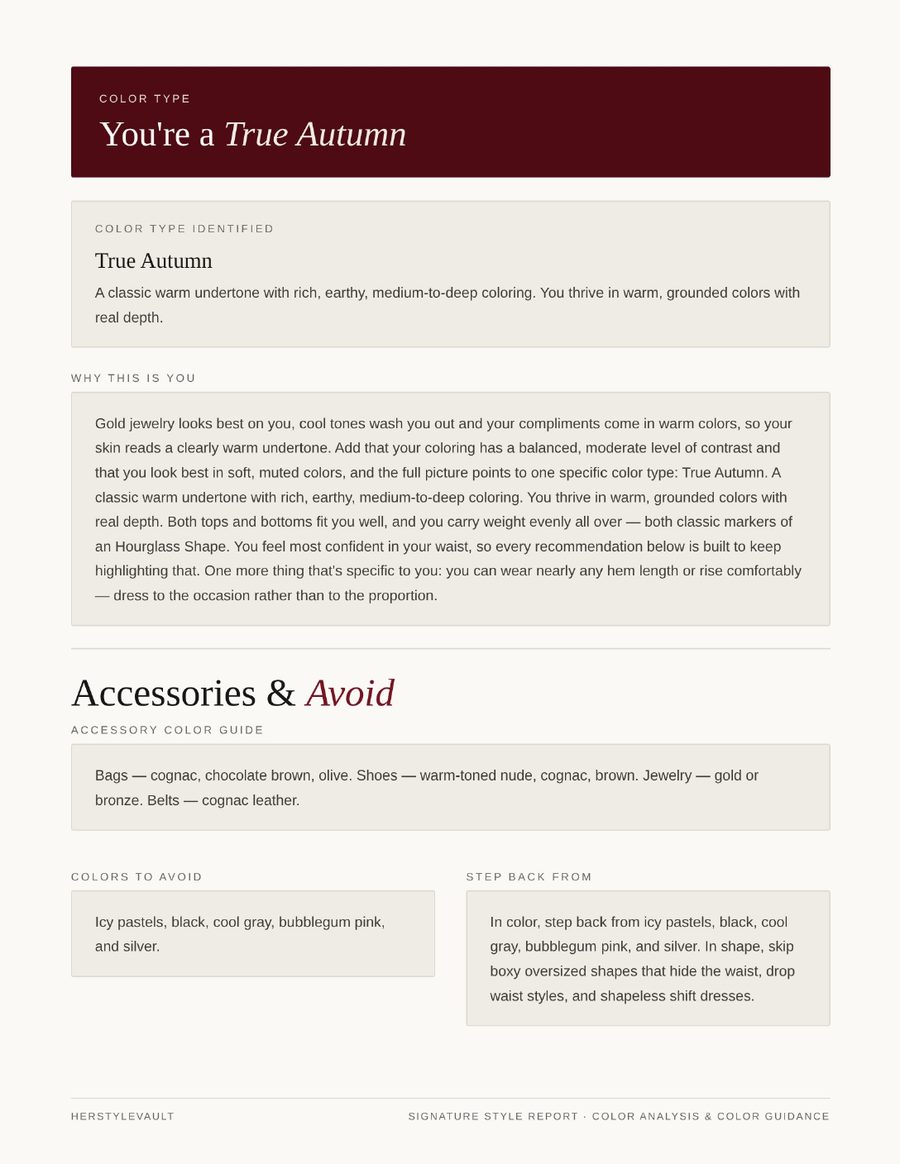 COLOR TYPE
You're a True Autumn
COLOR TYPE IDENTIFIED
True Autumn
A classic warm undertone with rich, earthy, medium-to-deep coloring. You thrive in warm, grounded colors with
real depth.
WHY THIS IS YOU
Gold jewelry looks best on you, cool tones wash you out and your compliments come in warm colors, so your
skin reads a clearly warm undertone. Add that your coloring has a balanced, moderate level of contrast and
that you look best in soft, muted colors, and the full picture points to one specific color type: True Autumn. A
classic warm undertone with rich, earthy, medium-to-deep coloring. You thrive in warm, grounded colors with
real depth. Both tops and bottoms fit you well, and you carry weight evenly all over — both classic markers of
an Hourglass Shape. You feel most confident in your waist, so every recommendation below is built to keep
highlighting that. One more thing that's specific to you: you can wear nearly any hem length or rise comfortably
— dress to the occasion rather than to the proportion.
Accessories & Avoid
ACCESSORY COLOR GUIDE
Bags — cognac, chocolate brown, olive. Shoes — warm-toned nude, cognac, brown. Jewelry — gold or
bronze. Belts — cognac leather.
COLORS TO AVOID
Icy pastels, black, cool gray, bubblegum pink,
and silver.
STEP BACK FROM
In color, step back from icy pastels, black, cool
gray, bubblegum pink, and silver. In shape, skip
boxy oversized shapes that hide the waist, drop
waist styles, and shapeless shift dresses.
HERSTYLEVAULT
SIGNATURE STYLE REPORT · COLOR ANALYSIS & COLOR GUIDANCE